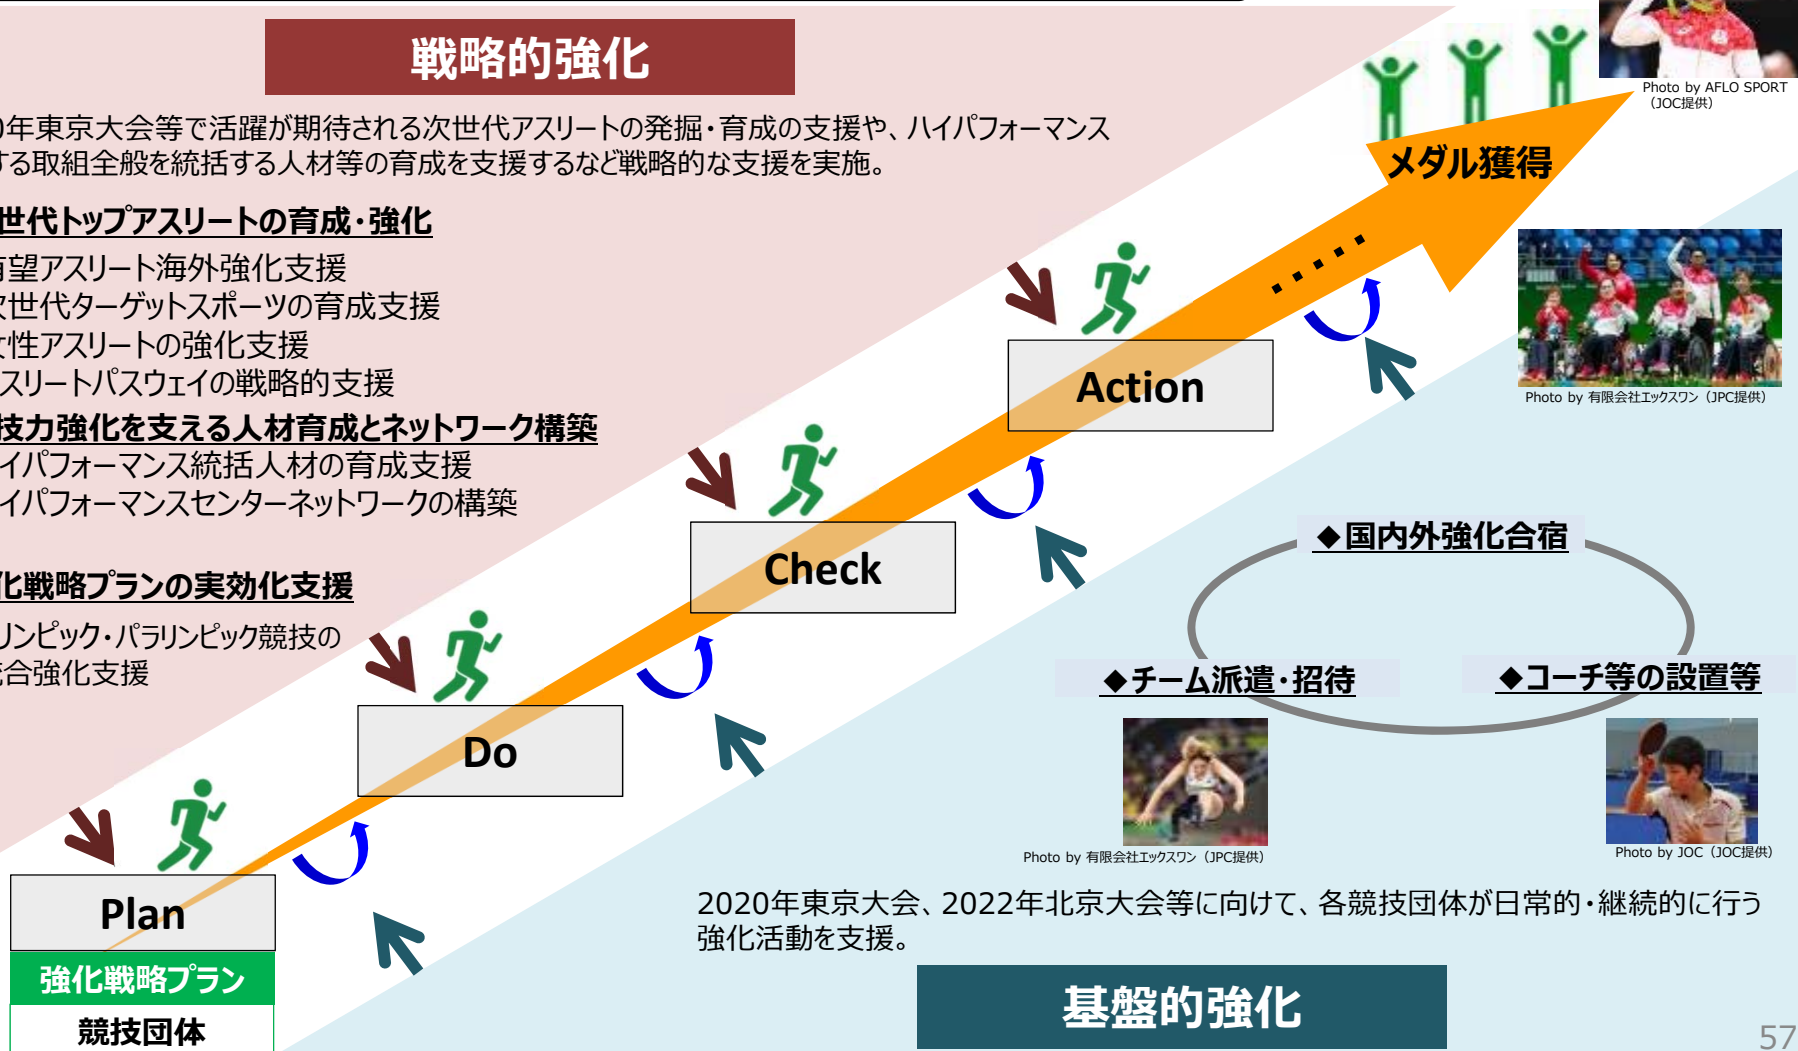 戦略的強化
0年東京大会等で活躍が期待される次世代アスリートの発掘・育成の支援や、ハイパフォーマンス
する取組全般を統括する人材等の育成を支援するなど戦略的な支援を実施。
世代トップアスリートの育成・強化
有望アスリート海外強化支援
次世代ターゲットスポーツの育成支援
女性アスリートの強化支援
スリートパスウェイの戦略的支援
技力強化を支える人材育成とネットワーク構築
イパフォーマンス統括人材の育成支援
イパフォーマンスセンターネットワークの構築
化戦略プランの実効化支援
リンピック・パラリンピック競技の
統合強化支援
Photo by AFLO SPORT
（JOC提供）
メダル獲得
・・・・・
Photo by 有限会社エックスワン（JPC提供）
Action
Check
Do
Plan
強化戦略プラン
競技団体
◆国内外強化合宿
◆チーム派遣・招待
◆コーチ等の設置等
Photo by 有限会社エックスワン（JPC提供）
Photo by JOC（JOC提供）
2020年東京大会、2022年北京大会等に向けて、各競技団体が日常的・継続的に行う
強化活動を支援。
基盤的強化
57